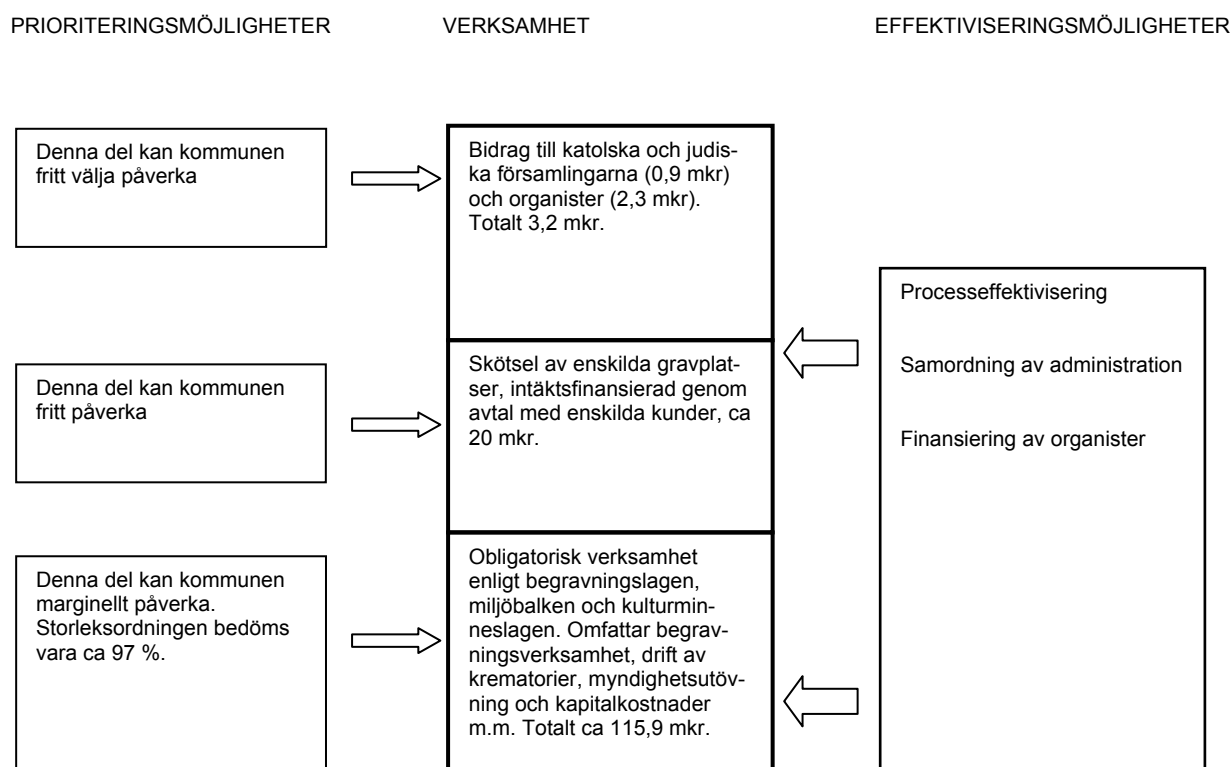 PRIORITERINGSMÖJLIGHETER
VERKSAMHET
EFFEKTIVISERINGSMÖJLIGHETER
Denna del kan kommunen
fritt välja påverka
Bidrag till katolska och judis-
ka församlingarna (0,9 mkr)
och organister (2,3 mkr).
Totalt 3,2 mkr.
Denna del kan kommunen
fritt påverka
Skötsel av enskilda gravplat-
ser, intäktsfinansierad genom
avtal med enskilda kunder, ca
20 mkr.
Denna del kan kommunen
marginellt påverka.
Storleksordningen bedöms
vara ca 97 %.
Obligatorisk verksamhet
enligt begravningslagen,
miljöbalken och kulturmin-
neslagen. Omfattar begrav-
ningsverksamhet, drift av
krematorier, myndighetsutöv-
ning och kapitalkostnader
m.m. Totalt ca 115,9 mkr.
Processeffektivisering
Samordning av administration
Finansiering av organister